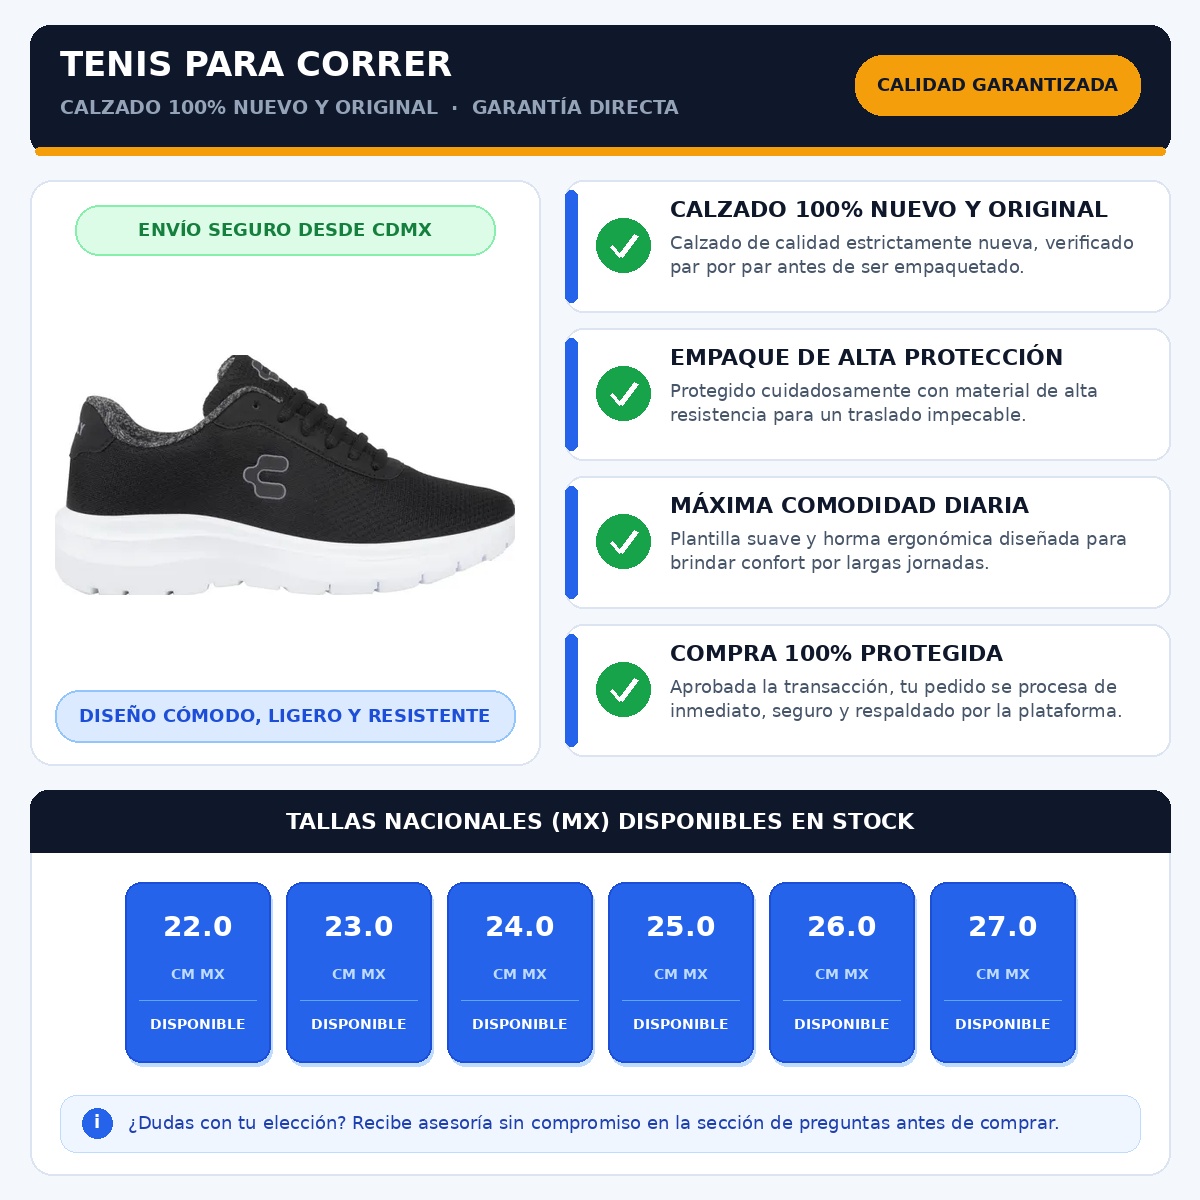 TENIS PARA CORRER
CALZADO 100% NUEVO Y ORIGINAL · GARANTÍA DIRECTA
CALIDAD GARANTIZADA
ENVÍO SEGURO DESDE CDMX
DISEÑO CÓMODO, LIGERO Y RESISTENTE
CALZADO 100% NUEVO Y ORIGINAL
Calzado de calidad estrictamente nueva, verificado
par por par antes de ser empaquetado.
EMPAQUE DE ALTA PROTECCIÓN
Protegido cuidadosamente con material de alta
resistencia para un traslado impecable.
MÁXIMA COMODIDAD DIARIA
Plantilla suave y horma ergonómica diseñada para
brindar confort por largas jornadas.
COMPRA 100% PROTEGIDA
Aprobada la transacción, tu pedido se procesa de
inmediato, seguro y respaldado por la plataforma.
TALLAS NACIONALES (MX) DISPONIBLES EN STOCK
22.0
CM MX
DISPONIBLE
23.0
CM MX
DISPONIBLE
24.0
CM MX
DISPONIBLE
25.0
CM MX
DISPONIBLE
26.0
CM MX
DISPONIBLE
27.0
CM MX
DISPONIBLE
i
¿Dudas con tu elección? Recibe asesoría sin compromiso en la sección de preguntas antes de comprar.